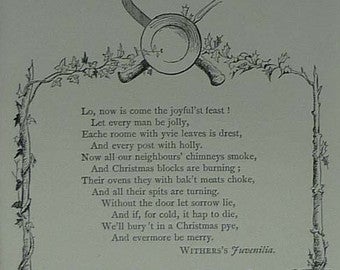 Lo, now is come the joyful'st feast!
Let every man be jolly,
Eache roome with yvie leaves is drest,
And every post with holly.
Now all our neighbours' chimneys smoke,
And Christmas blocks are burning;
Their ovens they with bak't meats choke,
And all their spits are turning.
Without the door let sorrow lie,
And if, for cold, it hap to die,
We'll bury 't in a Christmas pye,
And evermore be merry.
WITHERS'S Juvenilia.